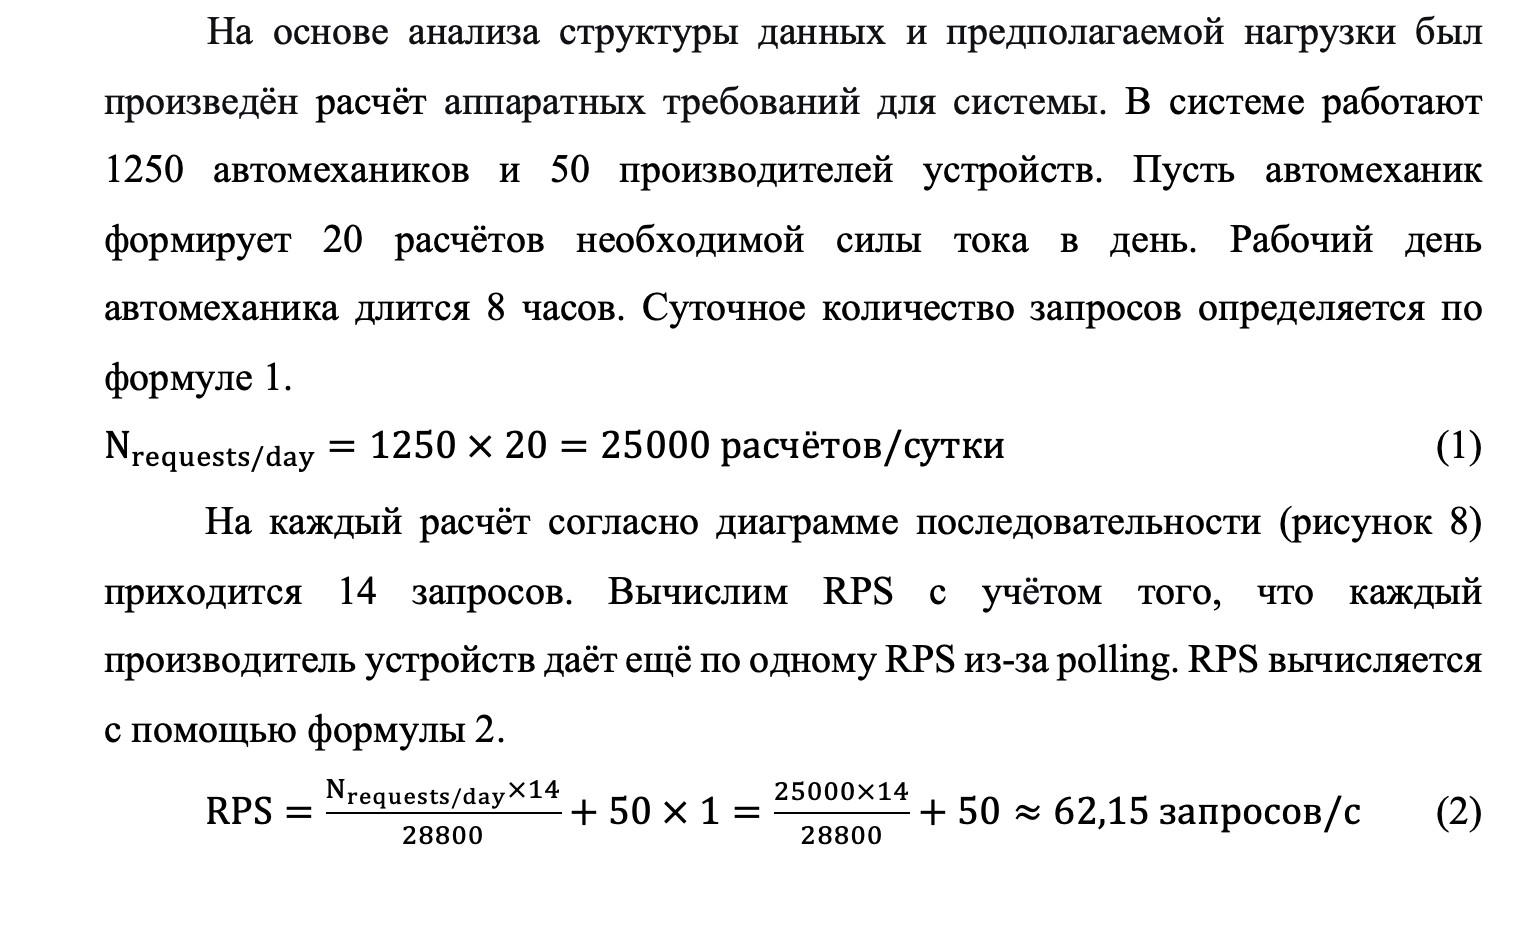 На основе анализа структуры данных и предполагаемой нагрузки был
произведён расчёт аппаратных требований для системы. В системе работают
1250 автомехаников и 50 производителей устройств. Пусть автомеханик
формирует 20 расчётов необходимой силы тока в день. Рабочий день
автомеханика длится 8 часов. Суточное количество запросов определяется по
формуле 1.
N_requests/day = 1250 × 20 = 25000 расчётов/сутки (1)
На каждый расчёт согласно диаграмме последовательности (рисунок 8)
приходится 14 запросов. Вычислим RPS с учётом того, что каждый
производитель устройств даёт ещё по одному RPS из-за polling. RPS вычисляется
с помощью формулы 2.
RPS = N_requests/day×14 / 28800 + 50 × 1 = 25000×14 / 28800 + 50 ≈ 62,15 запросов/с (2)